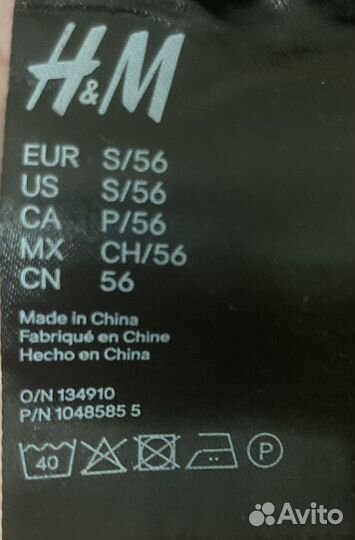 H&M
EUR S/56
US S/56
CA P/56
MX CH/56
CN 56
Made in China
Fabriqué en Chine
Hecho en China
O/N 134910
P/N 1048585 5
40 P
Avito